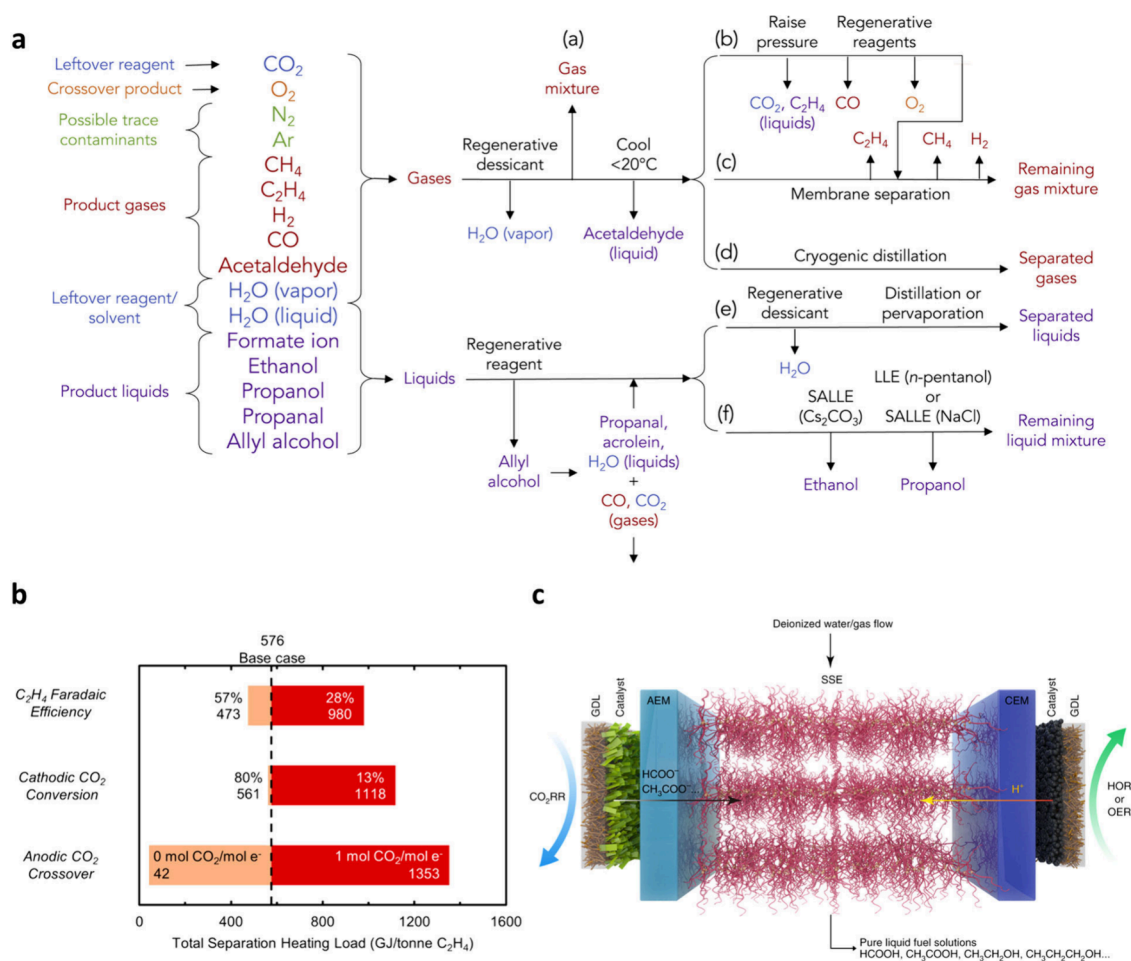 a
Leftover reagent
CO₂
Crossover product
O₂
Possible trace
contaminants
N₂
Ar
Product gases
CH₄
C₂H₄
H₂
CO
Acetaldehyde
Leftover reagent/
solvent
H₂O (vapor)
H₂O (liquid)
Product liquids
Formate ion
Ethanol
Propanol
Propanal
Allyl alcohol
Gases
Regenerative
dessicant
H₂O (vapor)
(a)
Gas
mixture
Cool
<20°C
Acetaldehyde
(liquid)
(b)
Raise
pressure
Regenerative
reagents
CO₂, C₂H₄
(liquids)
CO
O₂
(c)
C₂H₄
CH₄
H₂
Membrane separation
Remaining
gas mixture
(d)
Cryogenic distillation
Separated
gases
Liquids
Regenerative
reagent
Allyl
alcohol
Propanal,
acrolein,
H₂O (liquids)
+
CO, CO₂
(gases)
(e)
Regenerative
dessicant
H₂O
Distillation or
pervaporation
Separated
liquids
(f)
SALLE
(Cs₂CO₃)
LLE (n-pentanol)
or
SALLE (NaCl)
Ethanol
Propanol
Remaining
liquid mixture
b
576
Base case
C₂H₄ Faradaic
Efficiency
57%
473
28%
980
Cathodic CO₂
Conversion
80%
561
13%
1118
Anodic CO₂
Crossover
0 mol CO₂/mol e⁻
42
1 mol CO₂/mol e⁻
1353
0 400 800 1200 1600
Total Separation Heating Load (GJ/tonne C₂H₄)
c
Deionized water/gas flow
SSE
GDL
Catalyst
AEM
CEM
Catalyst
GDL
CO₂RR
HCOO⁻
CH₃COO⁻...
H⁺
HOR
or
OER
Pure liquid fuel solutions
HCOOH, CH₃COOH, CH₃CH₂OH, CH₃CH₂CH₂OH...